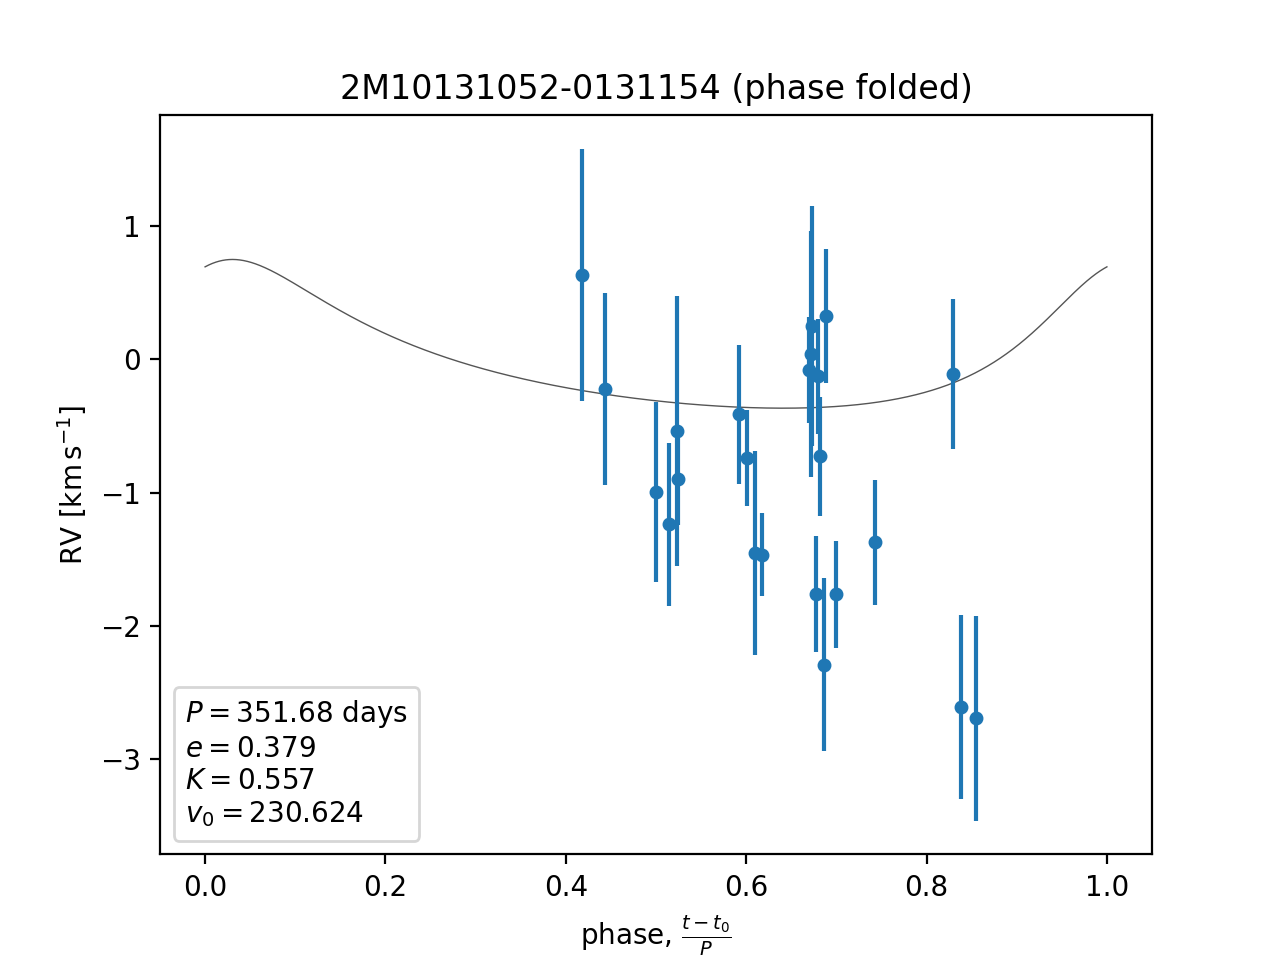 2M10131052-0131154 (phase folded)
1
0
−1
−2
−3
RV [km s⁻¹]
P = 351.68 days
e = 0.379
K = 0.557
v₀ = 230.624
0.0 0.2 0.4 0.6 0.8 1.0
phase, (t − t₀)/P